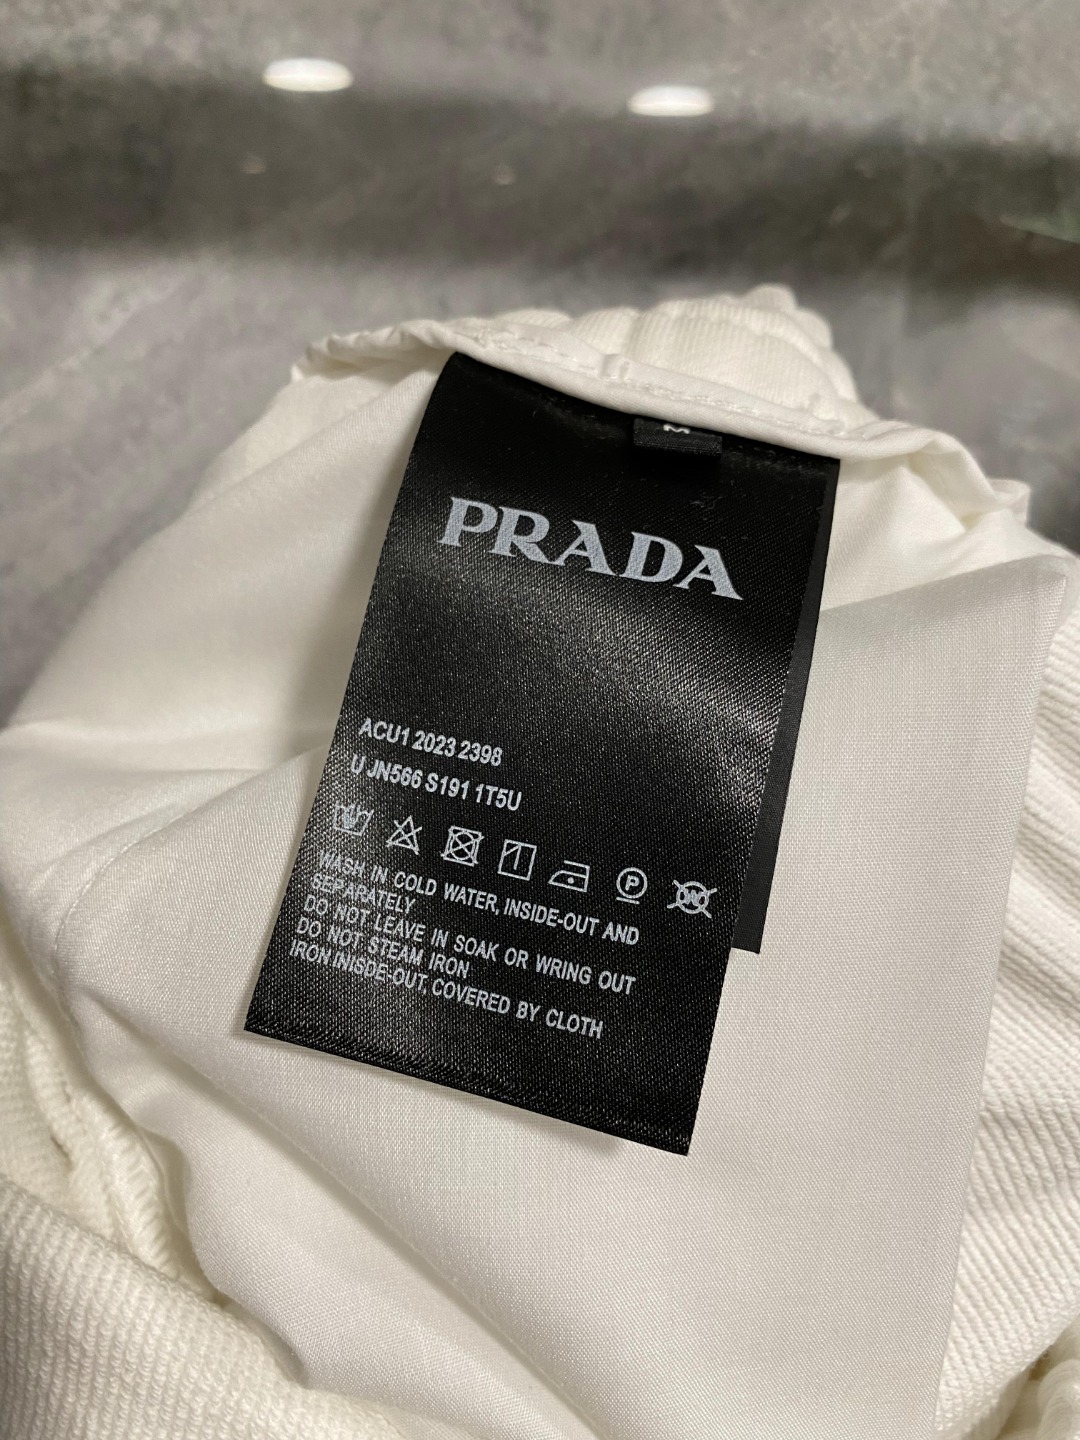 M
PRADA
ACU1 2023 2398
U JN566 S191 1T5U
P
W
WASH IN COLD WATER, INSIDE-OUT AND
SEPARATELY
DO NOT LEAVE IN SOAK OR WRING OUT
DO NOT STEAM IRON
IRON INISDE-OUT, COVERED BY CLOTH